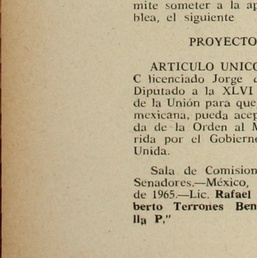 mite someter a la ap
blea, el siguiente
PROYECTO
ARTICULO UNICO
C licenciado Jorge d
Diputado a la XLVI
de la Unión para que
mexicana, pueda acep
da de la Orden al M
rida por el Gobierno
Unida.
Sala de Comision
Senadores.—México,
de 1965.—Lic. Rafael
berto Terrones Ben
lla P."